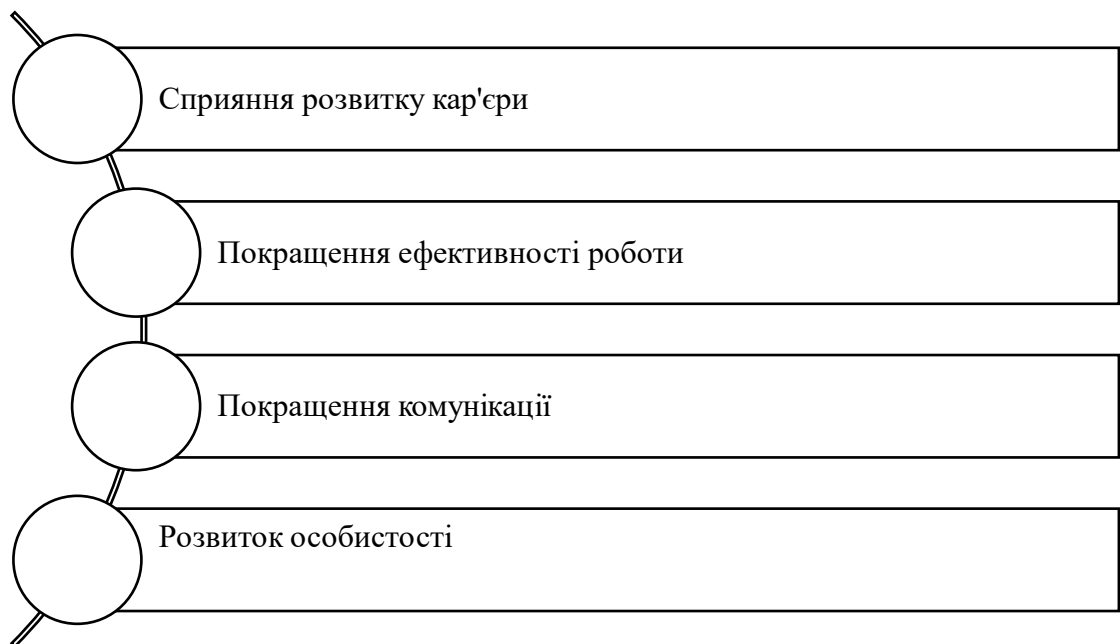 Сприяння розвитку кар'єри
Покращення ефективності роботи
Покращення комунікації
Розвиток особистості